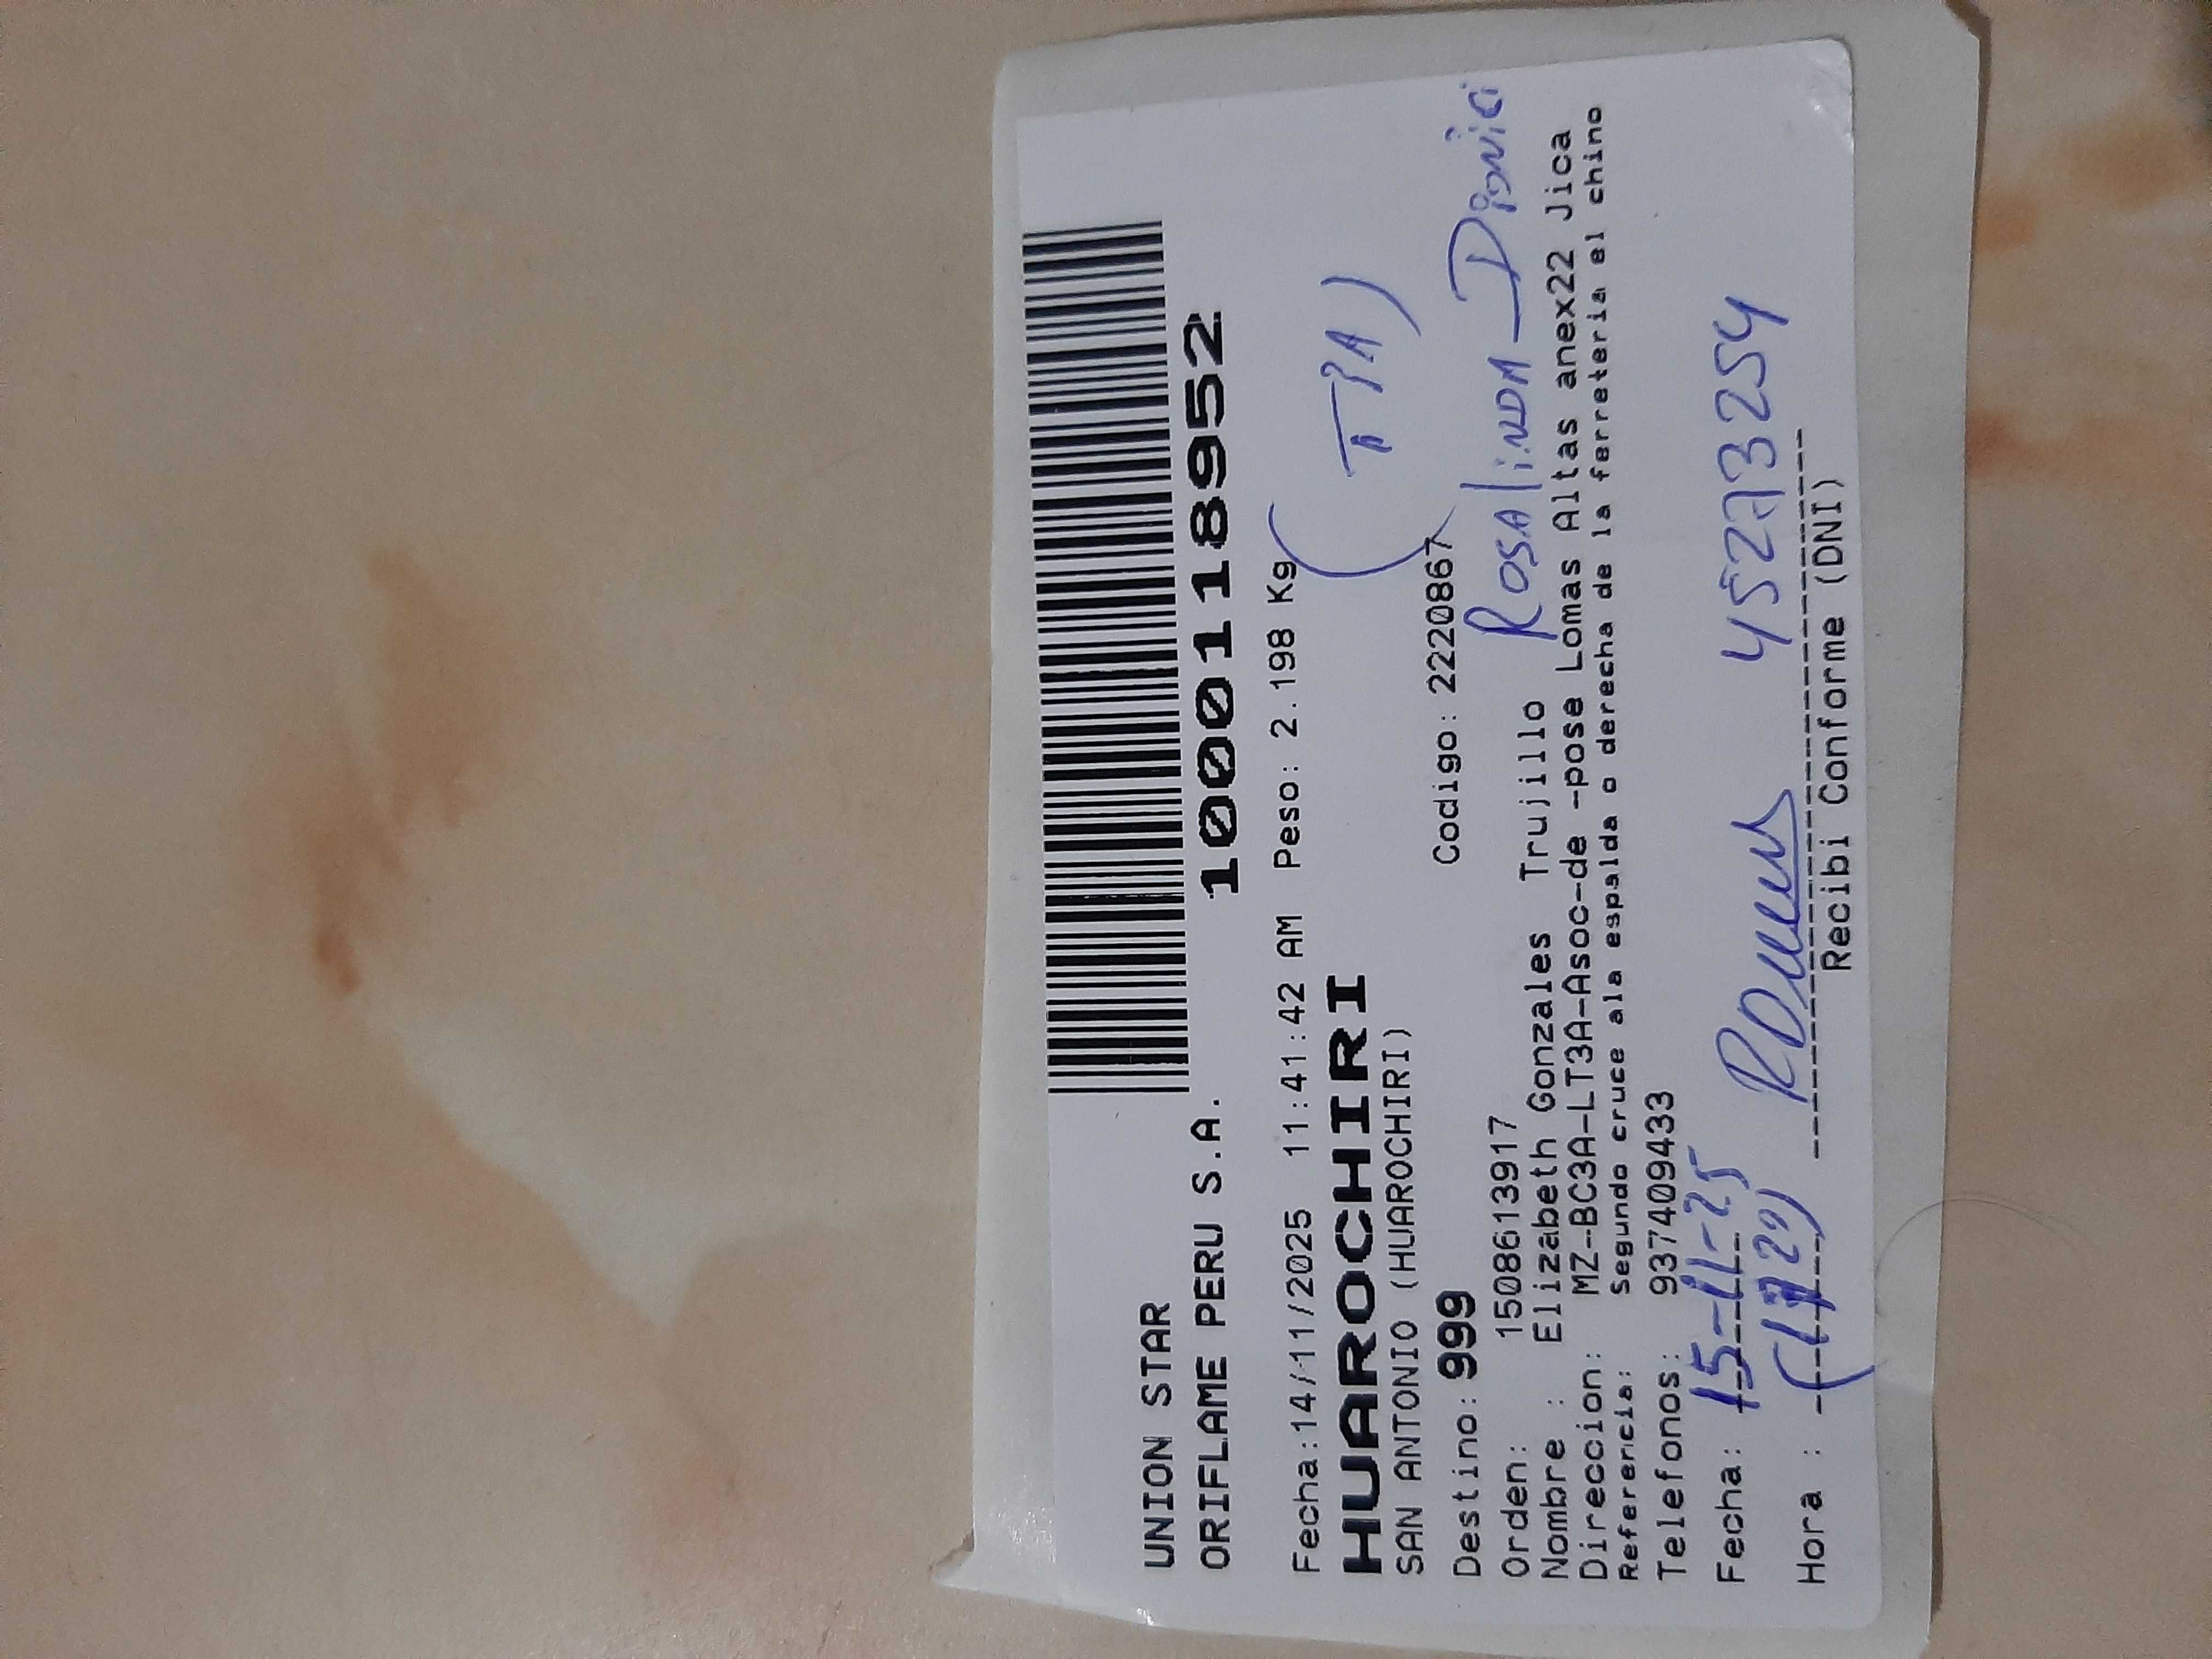 UNION STAR
ORIFLAME PERU S.A.
1000118952
Fecha:14/11/2025 11:41:42 AM Peso: 2.198 Kg
HUAROCHIRI
(TIA)
SAN ANTONIO (HUAROCHIRI)
Destino: 999 Codigo: 2220867
Orden: 1508613917
ROSALINDA
Nombre : Elizabeth Gonzales Trujillo
Direccion: MZ-BC3A-LT3A-Asoc-de -pose Lomas Altas anex22 Jica
Referencia: Segundo cruce ala espalda o derecha de la ferreteria el chino
Telefonos: 937409433
Fecha: 15-11-25
45273254
Hora :
Recibi Conforme (DNI)